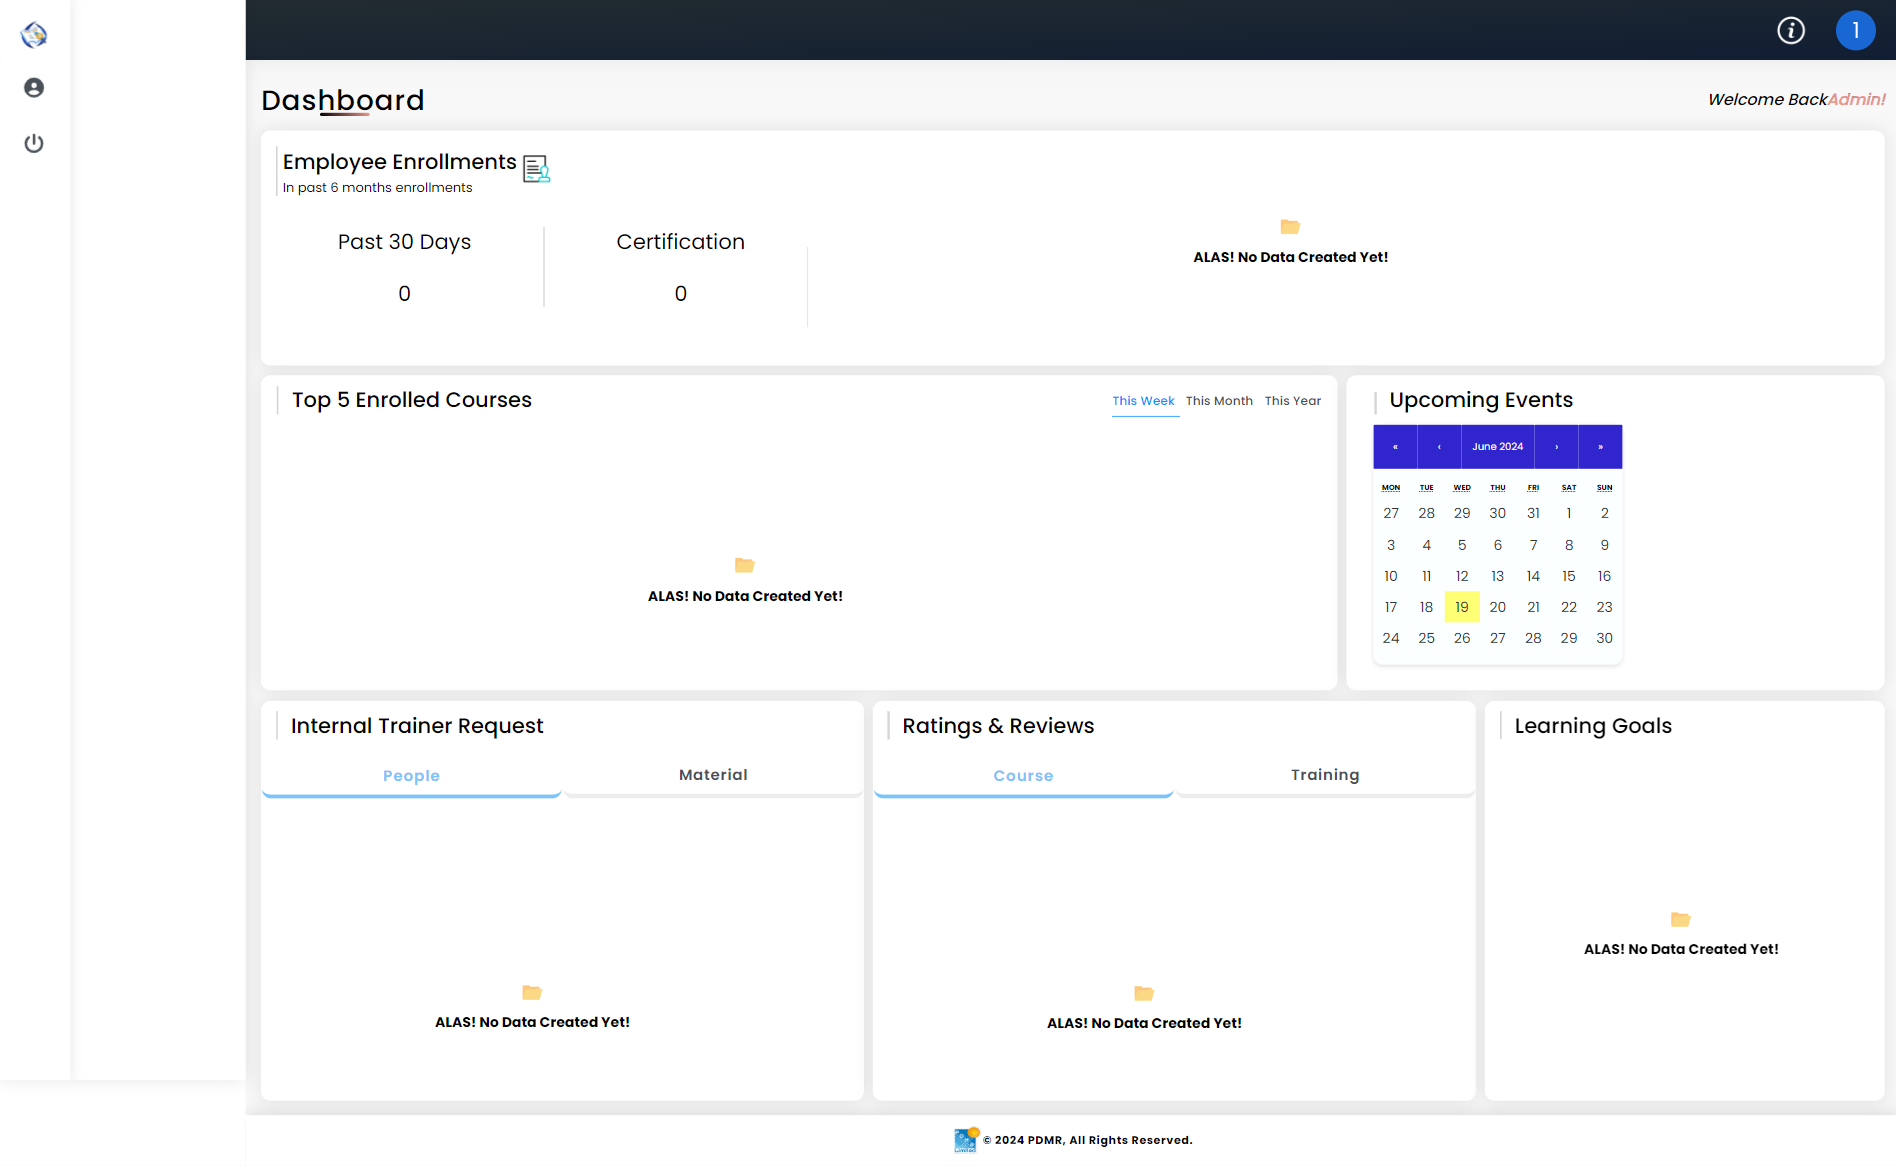 1
Dashboard
Welcome Back Admin!
Employee Enrollments
In past 6 months enrollments
Past 30 Days
0
Certification
0
ALAS! No Data Created Yet!
Top 5 Enrolled Courses
This Week This Month This Year
ALAS! No Data Created Yet!
Upcoming Events
« ‹ June 2024 › »
MON TUE WED THU FRI SAT SUN
27 28 29 30 31 1 2
3 4 5 6 7 8 9
10 11 12 13 14 15 16
17 18 19 20 21 22 23
24 25 26 27 28 29 30
Internal Trainer Request
People Material
ALAS! No Data Created Yet!
Ratings & Reviews
Course Training
ALAS! No Data Created Yet!
Learning Goals
ALAS! No Data Created Yet!
Limited
© 2024 PDMR, All Rights Reserved.